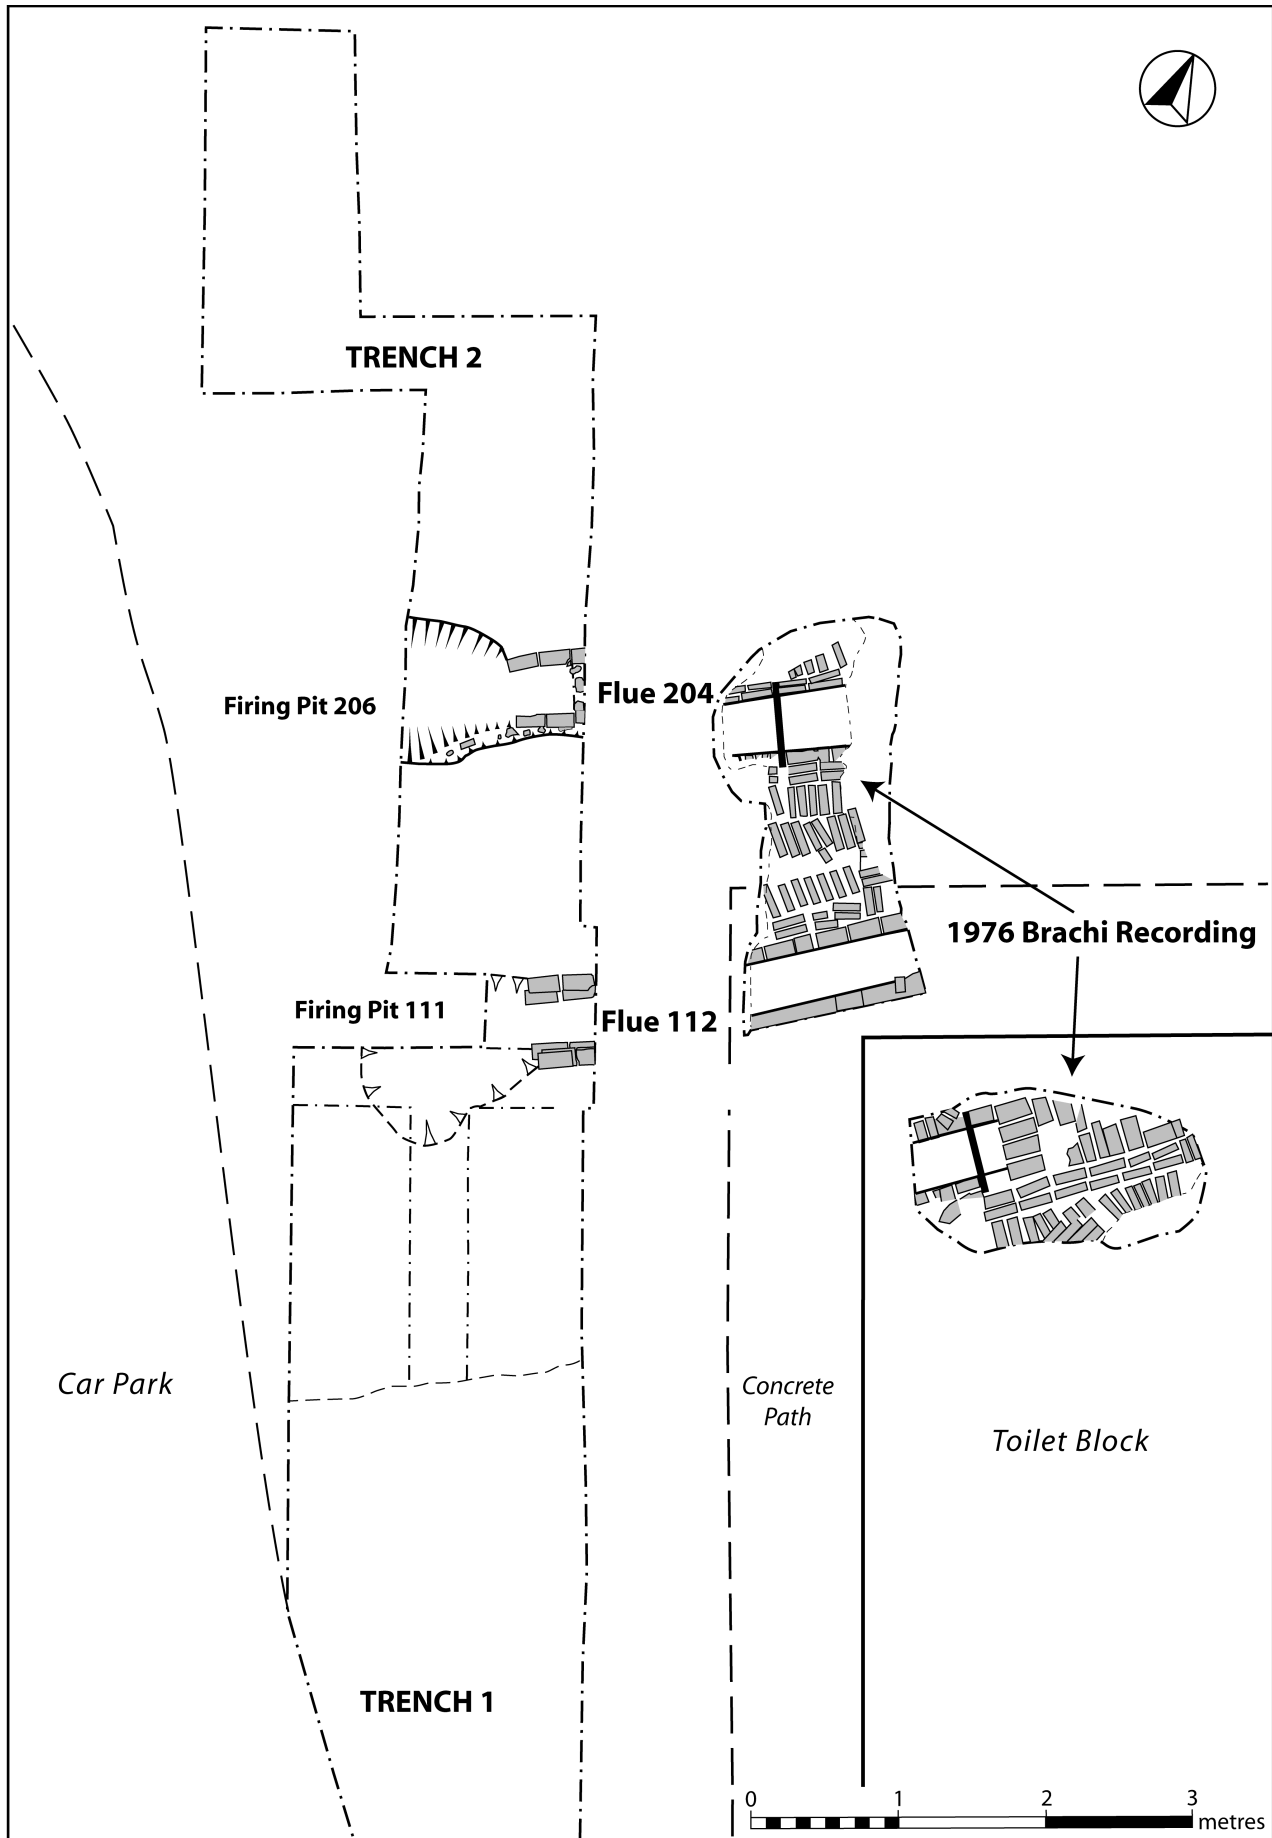 TRENCH 2
Firing Pit 206
Flue 204
1976 Brachi Recording
Firing Pit 111
Flue 112
Car Park
Concrete
Path
Toilet Block
TRENCH 1
0 1 2 3
metres